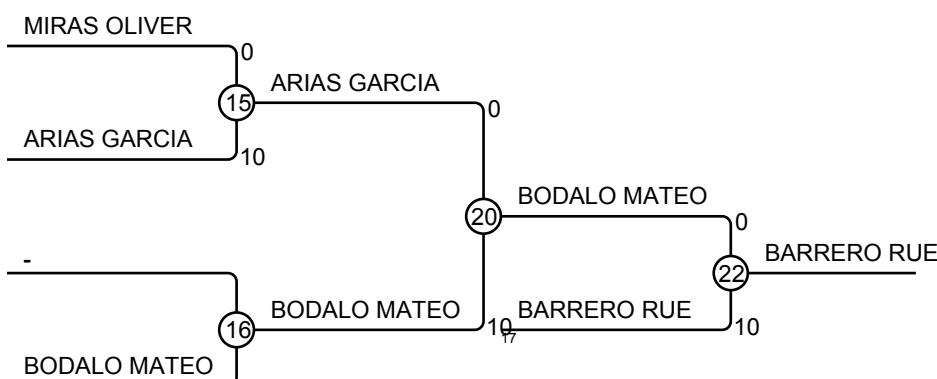 MIRAS OLIVER
0
ARIAS GARCIA
15
0
ARIAS GARCIA
10
BODALO MATEO
20
0
-
BARRERO RUE
22
BODALO MATEO
10
BARRERO RUE
10
16
17
BODALO MATEO